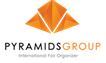 PYRAMIDSGROUP
International Fair Organizer